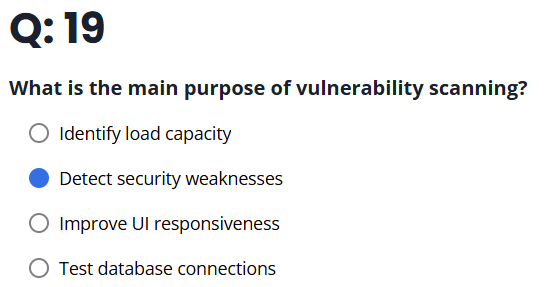 Q: 19
What is the main purpose of vulnerability scanning?
Identify load capacity
Detect security weaknesses
Improve UI responsiveness
Test database connections